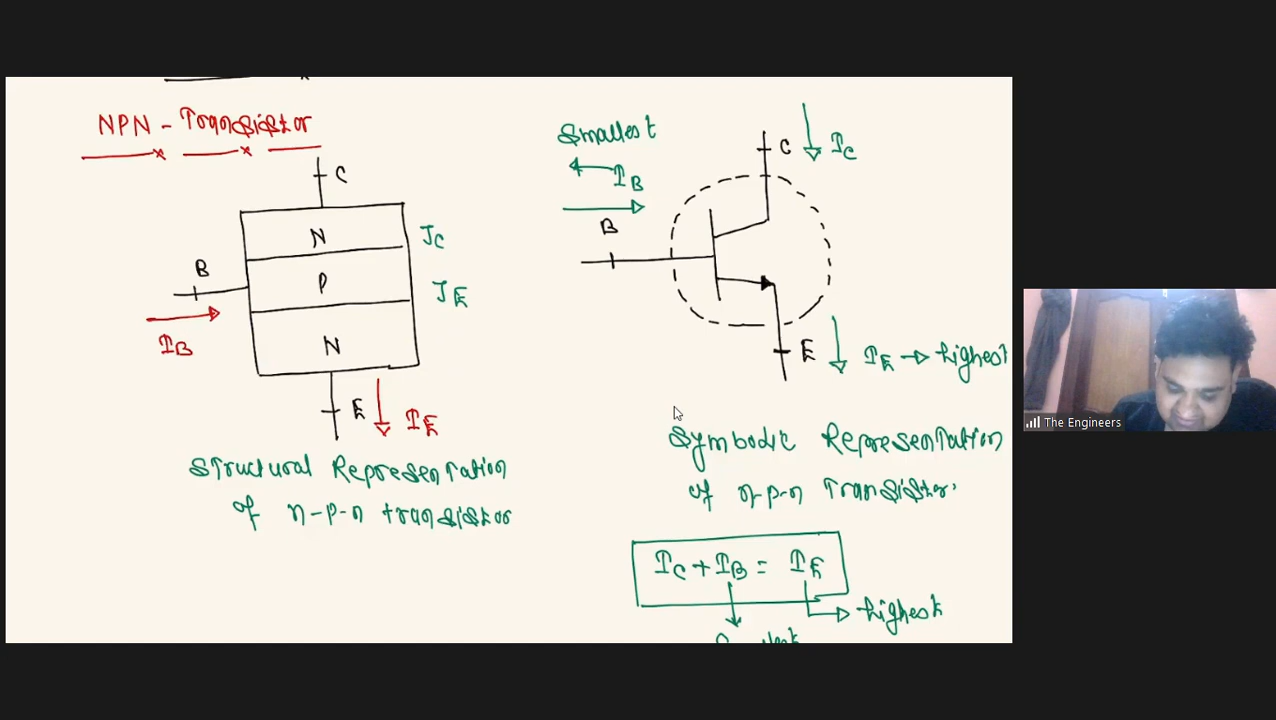 NPN - Transistor
C
N
P
N
B
JC
JE
IB
E
IE
Structural Representation
of n-p-n transistor
Smallest
IB
B
C
IC
E
IE → highest
Symbolic Representation
of n-p-n Transistor.
IC + IB = IE
highest
The Engineers